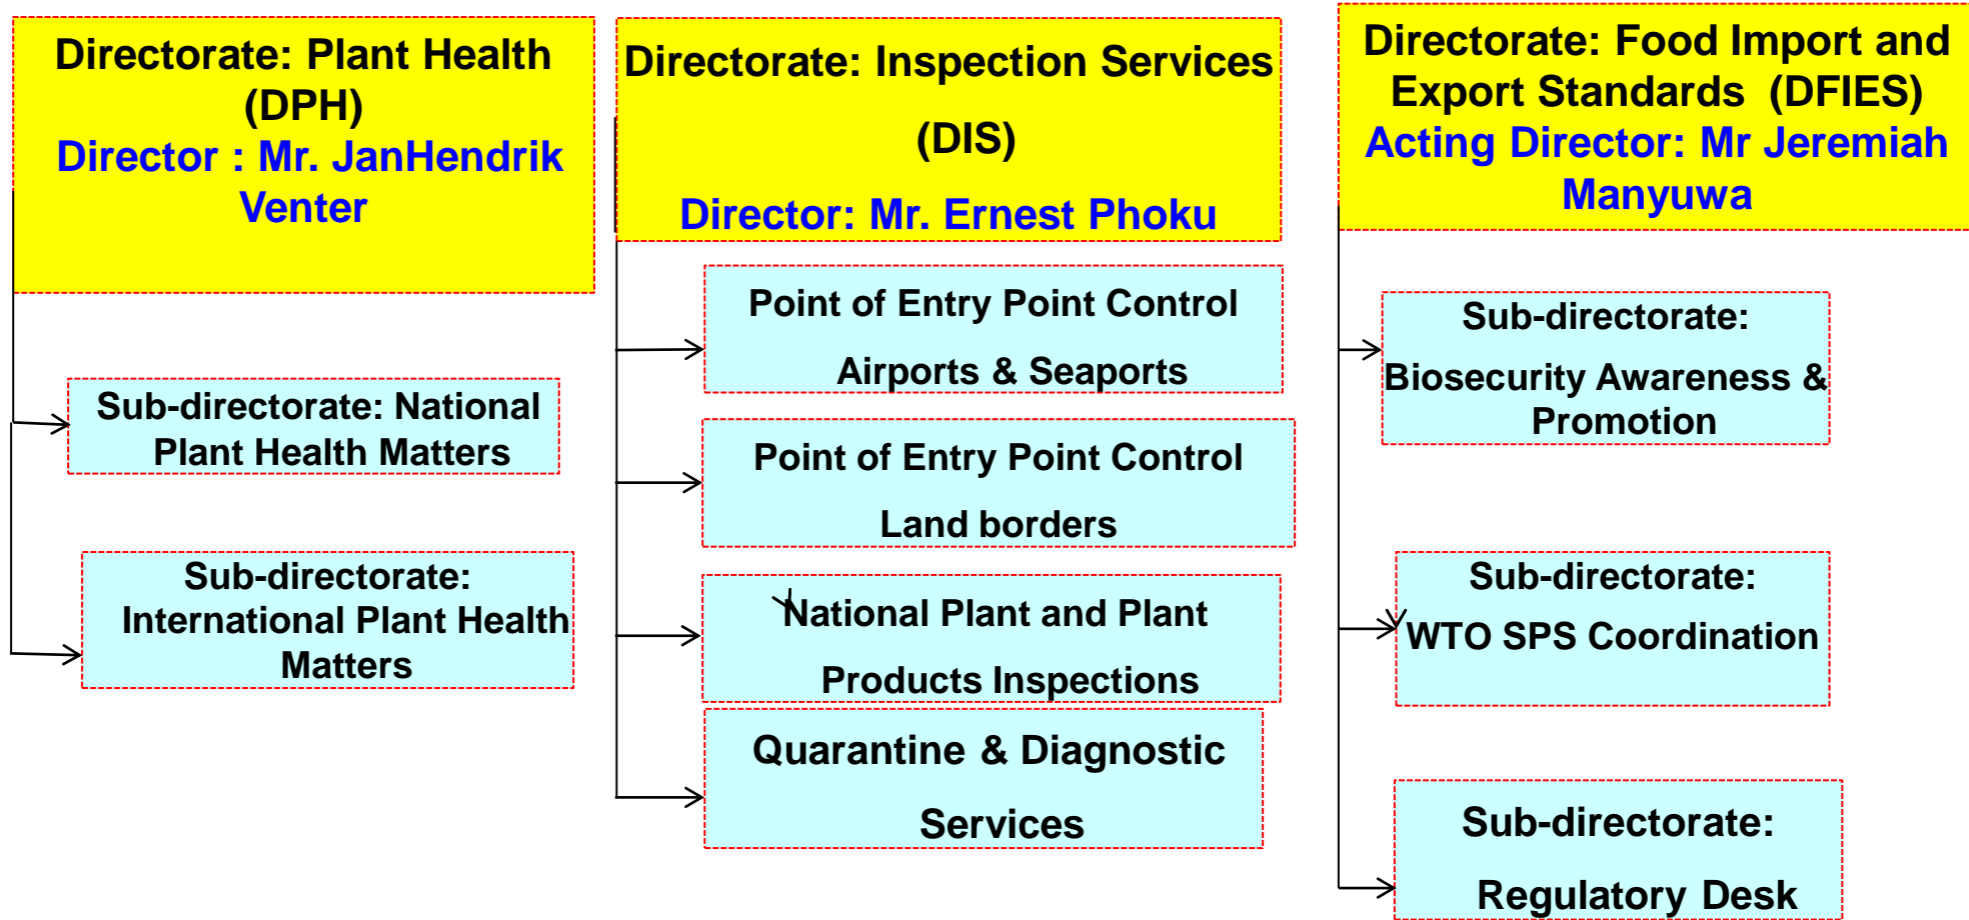 Directorate: Plant Health
(DPH)
Director : Mr. JanHendrik
Venter
Sub-directorate: National
Plant Health Matters
Sub-directorate:
International Plant Health
Matters
Directorate: Inspection Services
(DIS)
Director: Mr. Ernest Phoku
Point of Entry Point Control
Airports & Seaports
Point of Entry Point Control
Land borders
National Plant and Plant
Products Inspections
Quarantine & Diagnostic
Services
Directorate: Food Import and
Export Standards (DFIES)
Acting Director: Mr Jeremiah
Manyuwa
Sub-directorate:
Biosecurity Awareness &
Promotion
Sub-directorate:
WTO SPS Coordination
Sub-directorate:
Regulatory Desk